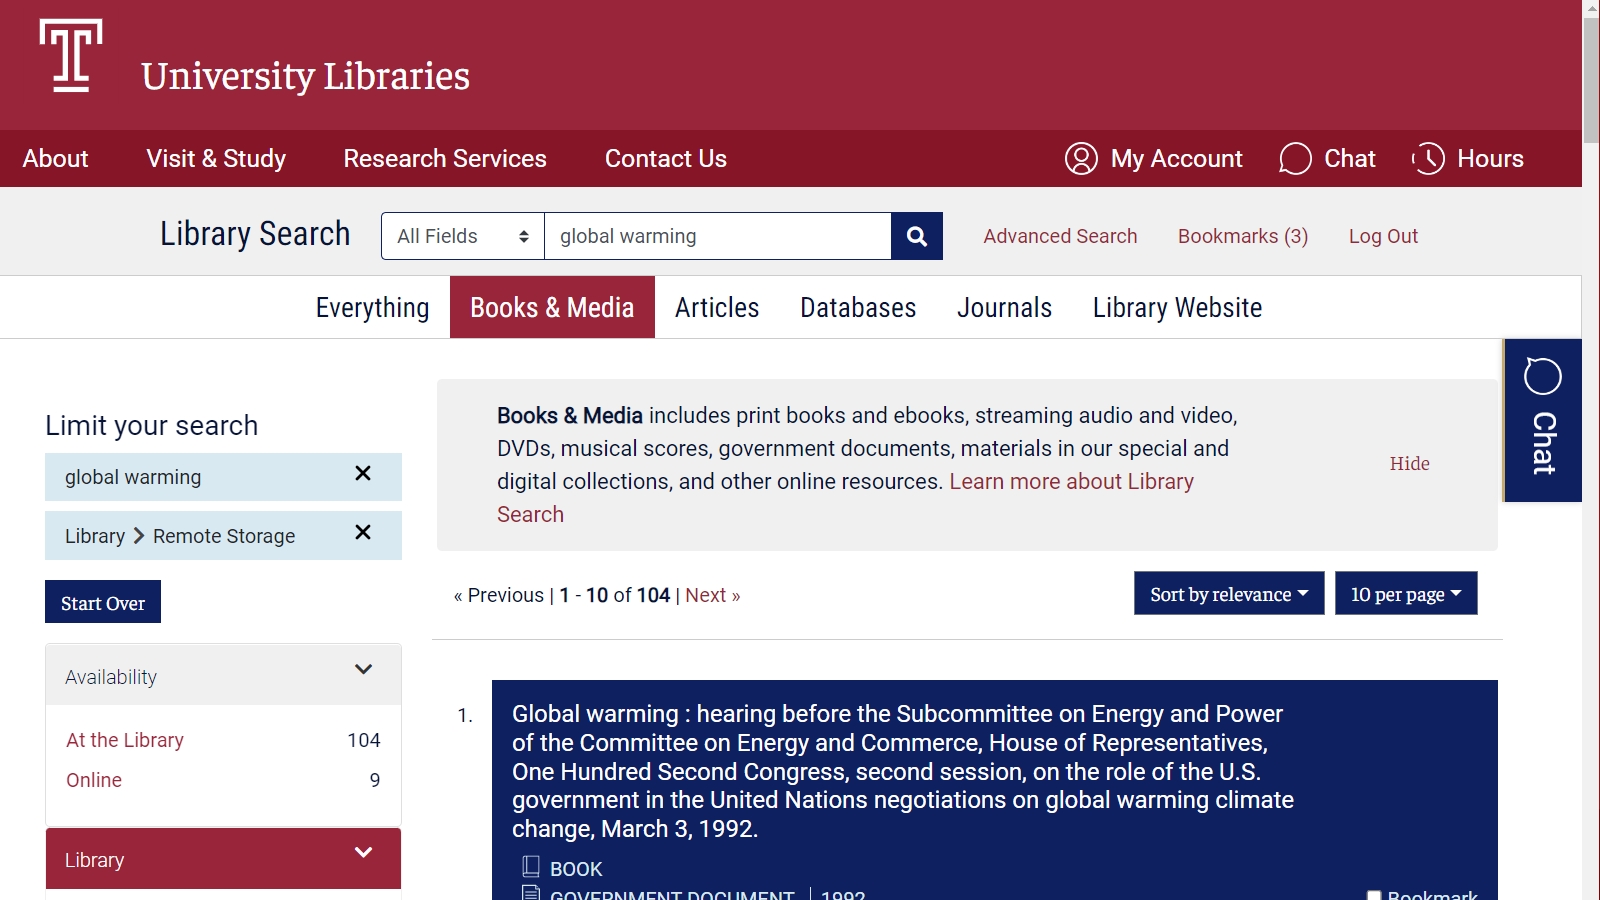 University Libraries
About Visit & Study Research Services Contact Us My Account Chat Hours
Library Search All Fields global warming Advanced Search Bookmarks (3) Log Out
Everything Books & Media Articles Databases Journals Library Website
Chat
Limit your search
global warming
Library Remote Storage
Start Over
Availability
At the Library 104
Online 9
Library
Books & Media includes print books and ebooks, streaming audio and video,
DVDs, musical scores, government documents, materials in our special and
digital collections, and other online resources. Learn more about Library
Search
Hide
« Previous | 1 - 10 of 104 | Next »
Sort by relevance 10 per page
1. Global warming : hearing before the Subcommittee on Energy and Power
of the Committee on Energy and Commerce, House of Representatives,
One Hundred Second Congress, second session, on the role of the U.S.
government in the United Nations negotiations on global warming climate
change, March 3, 1992.
BOOK
GOVERNMENT DOCUMENT | 1992 Bookmark